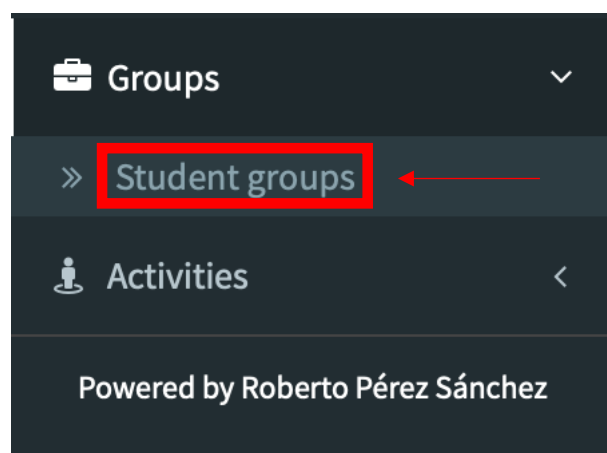 Groups
Student groups
Activities
Powered by Roberto Pérez Sánchez